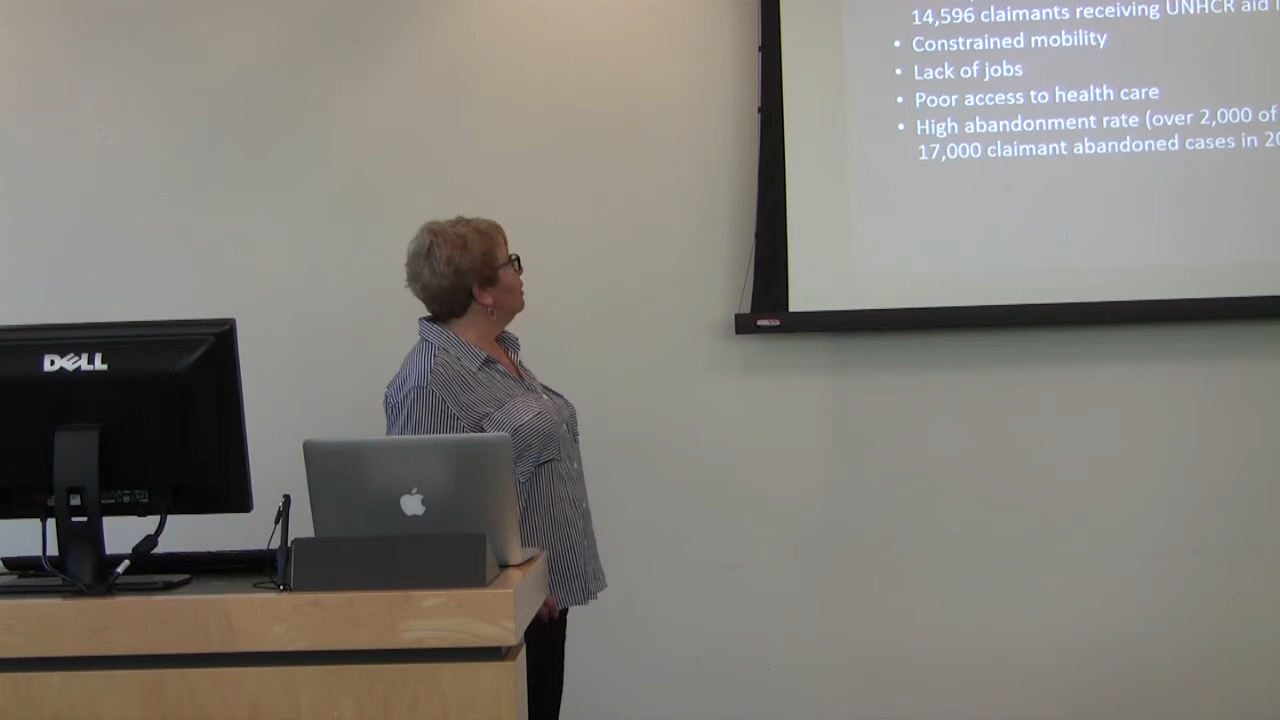 14,596 claimants receiving UNHCR aid
• Constrained mobility
• Lack of jobs
• Poor access to health care
• High abandonment rate (over 2,000 of
17,000 claimant abandoned cases in 20
DELL